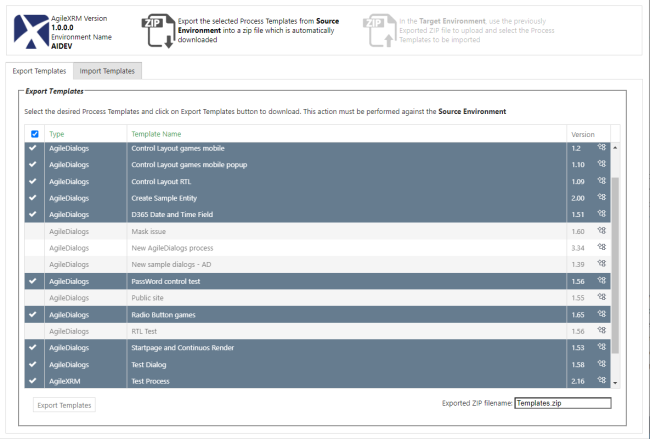 AgileXRM Version
1.0.0.0
Environment Name
AIDEV
ZIP
Export the selected Process Templates from Source
Environment into a zip file which is automatically
downloaded
ZIP
In the Target Environment, use the previously
Exported ZIP file to upload and select the Process
Templates to be imported
Export Templates
Import Templates
Export Templates
Select the desired Process Templates and click on Export Templates button to download. This action must be performed against the Source Environment
Type Template Name Version
AgileDialogs Control Layout games mobile 1.2
AgileDialogs Control Layout games mobile popup 1.10
AgileDialogs Control Layout RTL 1.09
AgileDialogs Create Sample Entity 2.00
AgileDialogs D365 Date and Time Field 1.51
AgileDialogs Mask issue 1.60
AgileDialogs New AgileDialogs process 3.34
AgileDialogs New sample dialogs - AD 1.39
AgileDialogs PassWord control test 1.56
AgileDialogs Public site 1.55
AgileDialogs Radio Button games 1.65
AgileDialogs RTL Test 1.56
AgileDialogs Startpage and Continuos Render 1.53
AgileDialogs Test Dialog 1.58
AgileXRM Test Process 2.16
Export Templates
Exported ZIP filename: Templates.zip